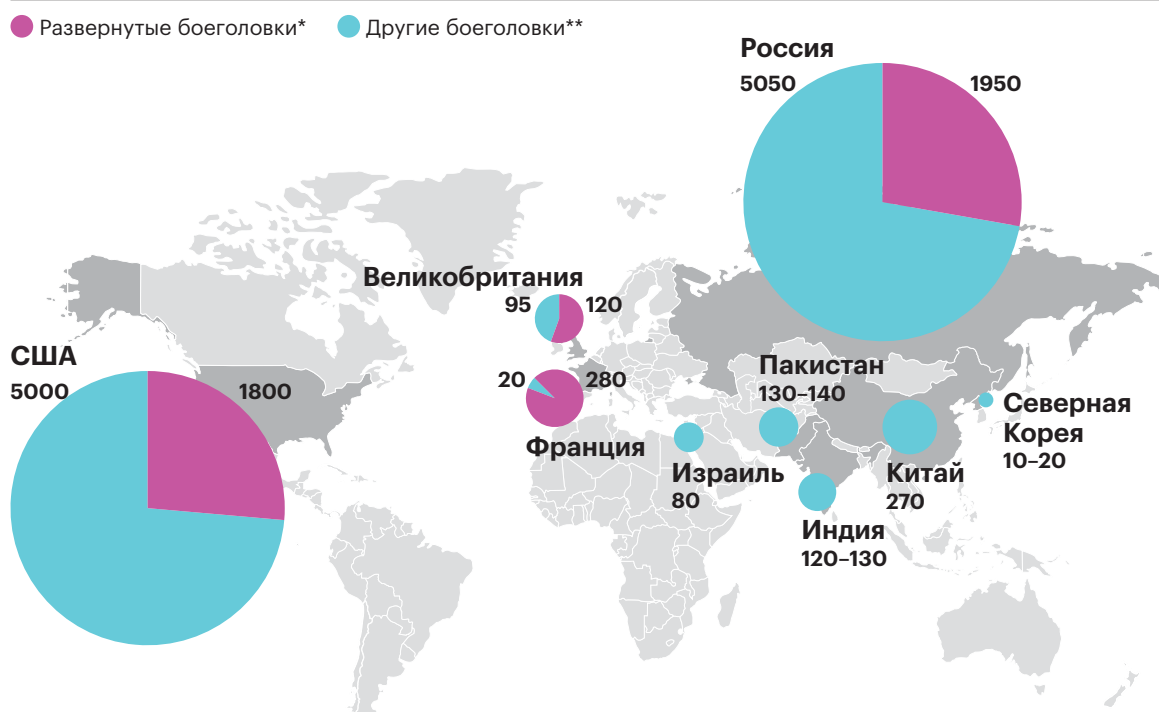 Развернутые боеголовки*
Другие боеголовки**
Россия
5050
1950
Великобритания
95
120
США
5000
1800
20
280
Франция
Пакистан
130–140
Израиль
80
Китай
270
Индия
120–130
Северная
Корея
10–20